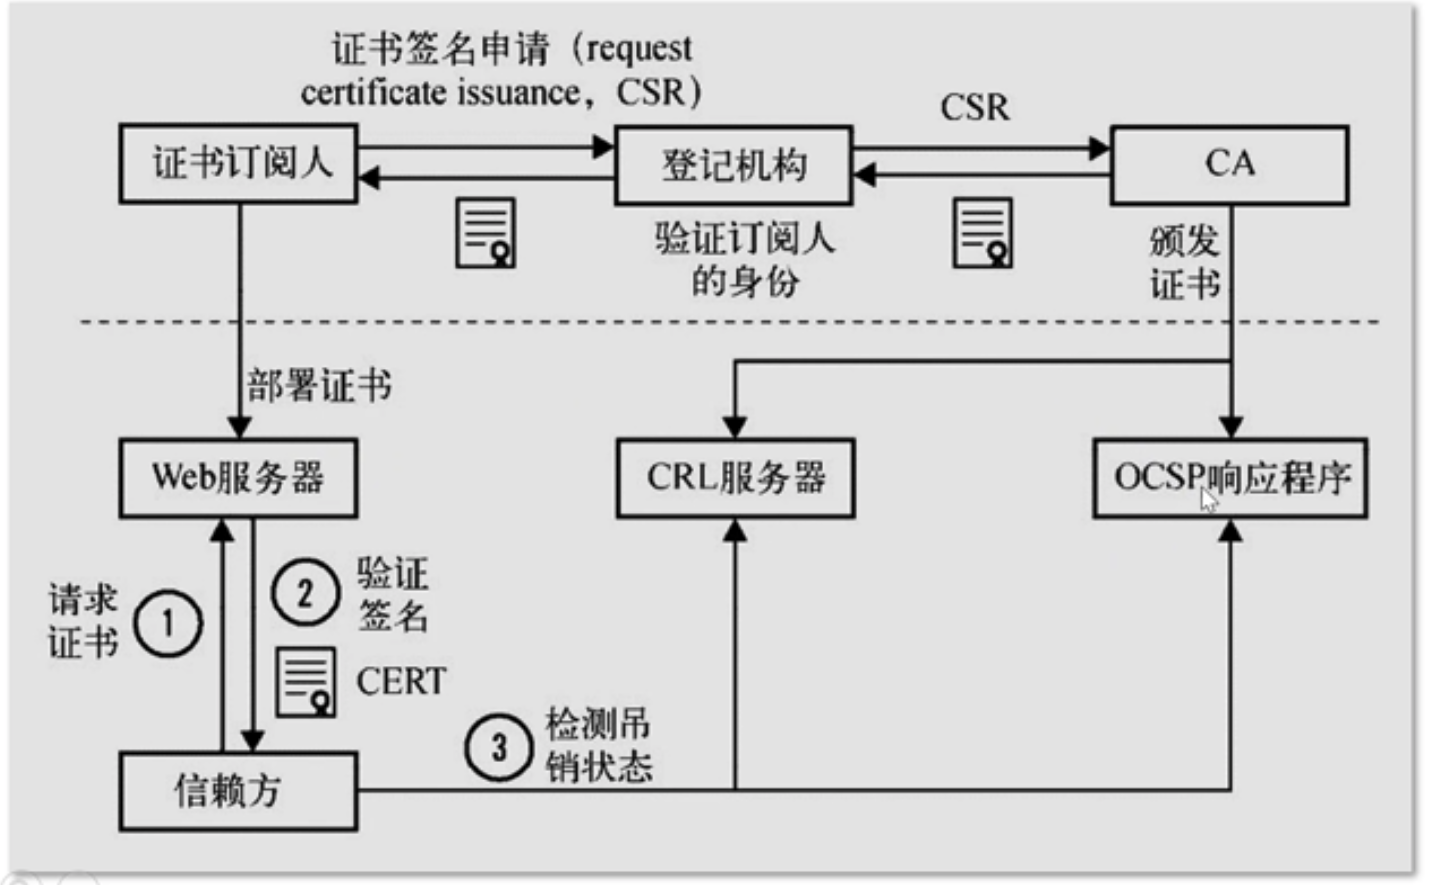 证书签名申请（request
certificate issuance，CSR）
CSR
证书订阅人
登记机构
CA
验证订阅人
的身份
颁发
证书
部署证书
Web服务器
CRL服务器
OCSP响应程序
请求
证书
1
2
验证
签名
CERT
3
检测吊
销状态
信赖方